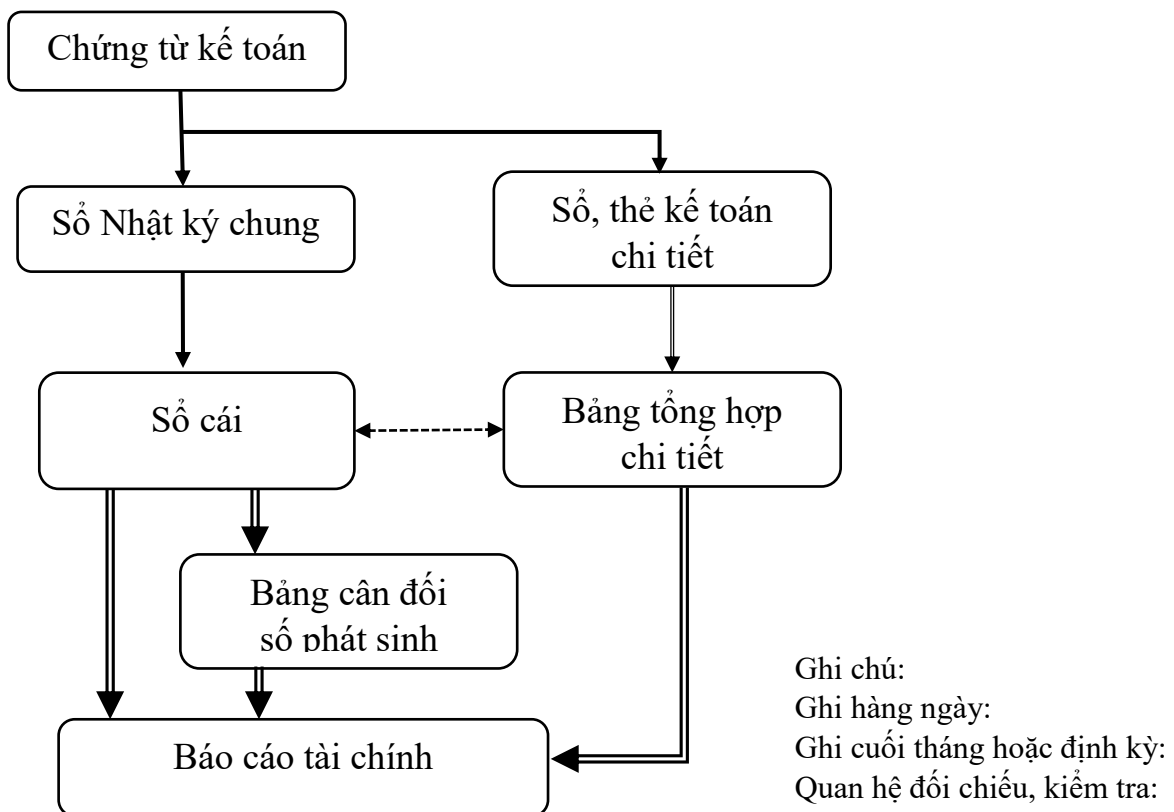 Chứng từ kế toán
Sổ Nhật ký chung
Sổ, thẻ kế toán
chi tiết
Sổ cái
Bảng tổng hợp
chi tiết
Bảng cân đối
số phát sinh
Báo cáo tài chính
Ghi chú:
Ghi hàng ngày:
Ghi cuối tháng hoặc định kỳ:
Quan hệ đối chiếu, kiểm tra: